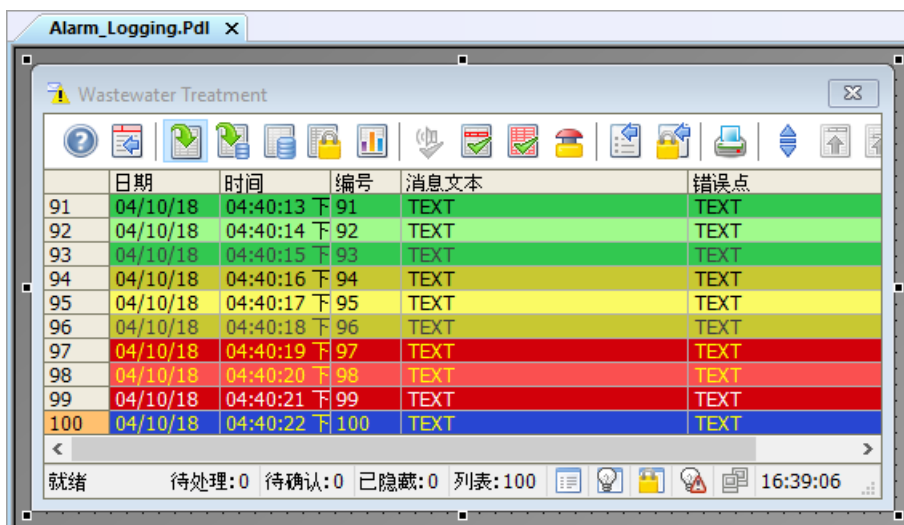 Alarm_Logging.Pdl X
Wastewater Treatment
日期 时间 编号 消息文本 错误点
91 04/10/18 04:40:13 下 91 TEXT TEXT
92 04/10/18 04:40:14 下 92 TEXT TEXT
93 04/10/18 04:40:15 下 93 TEXT TEXT
94 04/10/18 04:40:16 下 94 TEXT TEXT
95 04/10/18 04:40:17 下 95 TEXT TEXT
96 04/10/18 04:40:18 下 96 TEXT TEXT
97 04/10/18 04:40:19 下 97 TEXT TEXT
98 04/10/18 04:40:20 下 98 TEXT TEXT
99 04/10/18 04:40:21 下 99 TEXT TEXT
100 04/10/18 04:40:22 下 100 TEXT TEXT
就绪 待处理:0 待确认:0 已隐藏:0 列表:100 16:39:06